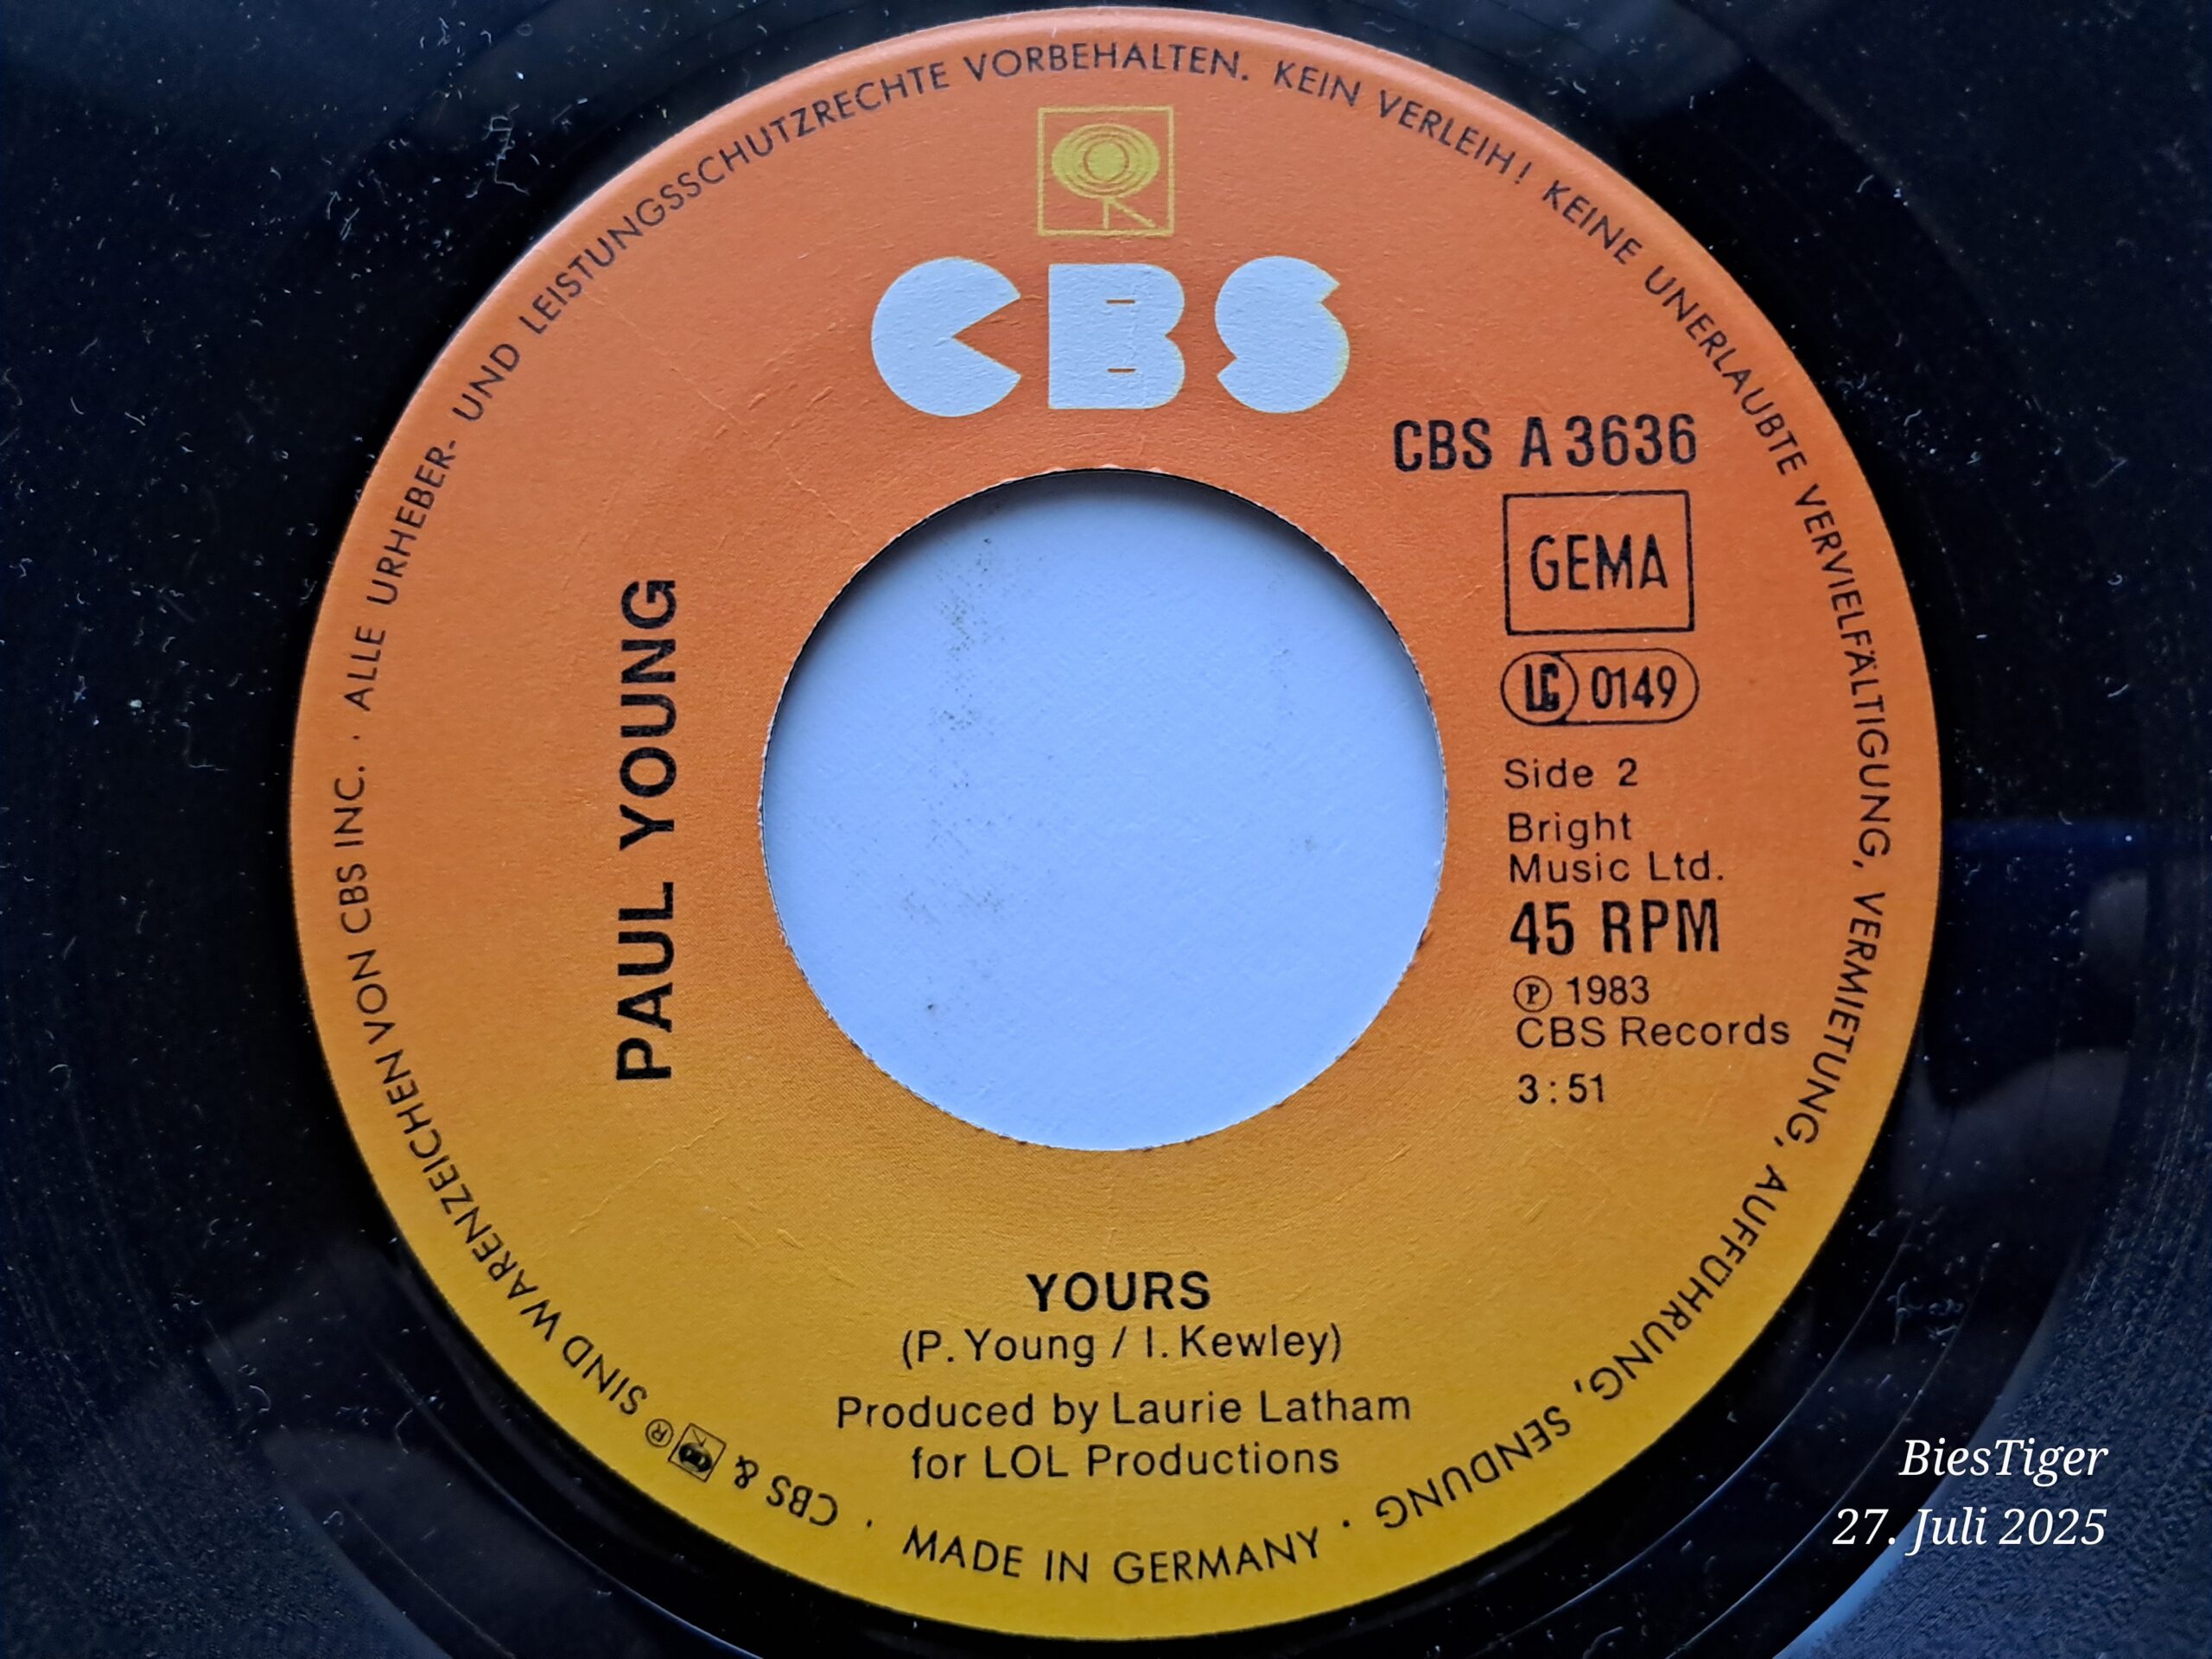 ALLE URHEBER- UND LEISTUNGSSCHUTZRECHTE VORBEHALTEN. KEIN VERLEIH! KEINE UNERLAUBTE VERVIELFÄLTIGUNG, VERMIETUNG, AUFFÜHRUNG, SENDUNG ·
CBS
CBS A 3636
GEMA
LC 0149
Side 2
Bright
Music Ltd.
45 RPM
℗ 1983
CBS Records
3:51
PAUL YOUNG
YOURS
(P. Young / I. Kewley)
Produced by Laurie Latham
for LOL Productions
MADE IN GERMANY ·
CBS & ® SIND WARENZEICHEN VON CBS INC. ·
BiesTiger
27. Juli 2025